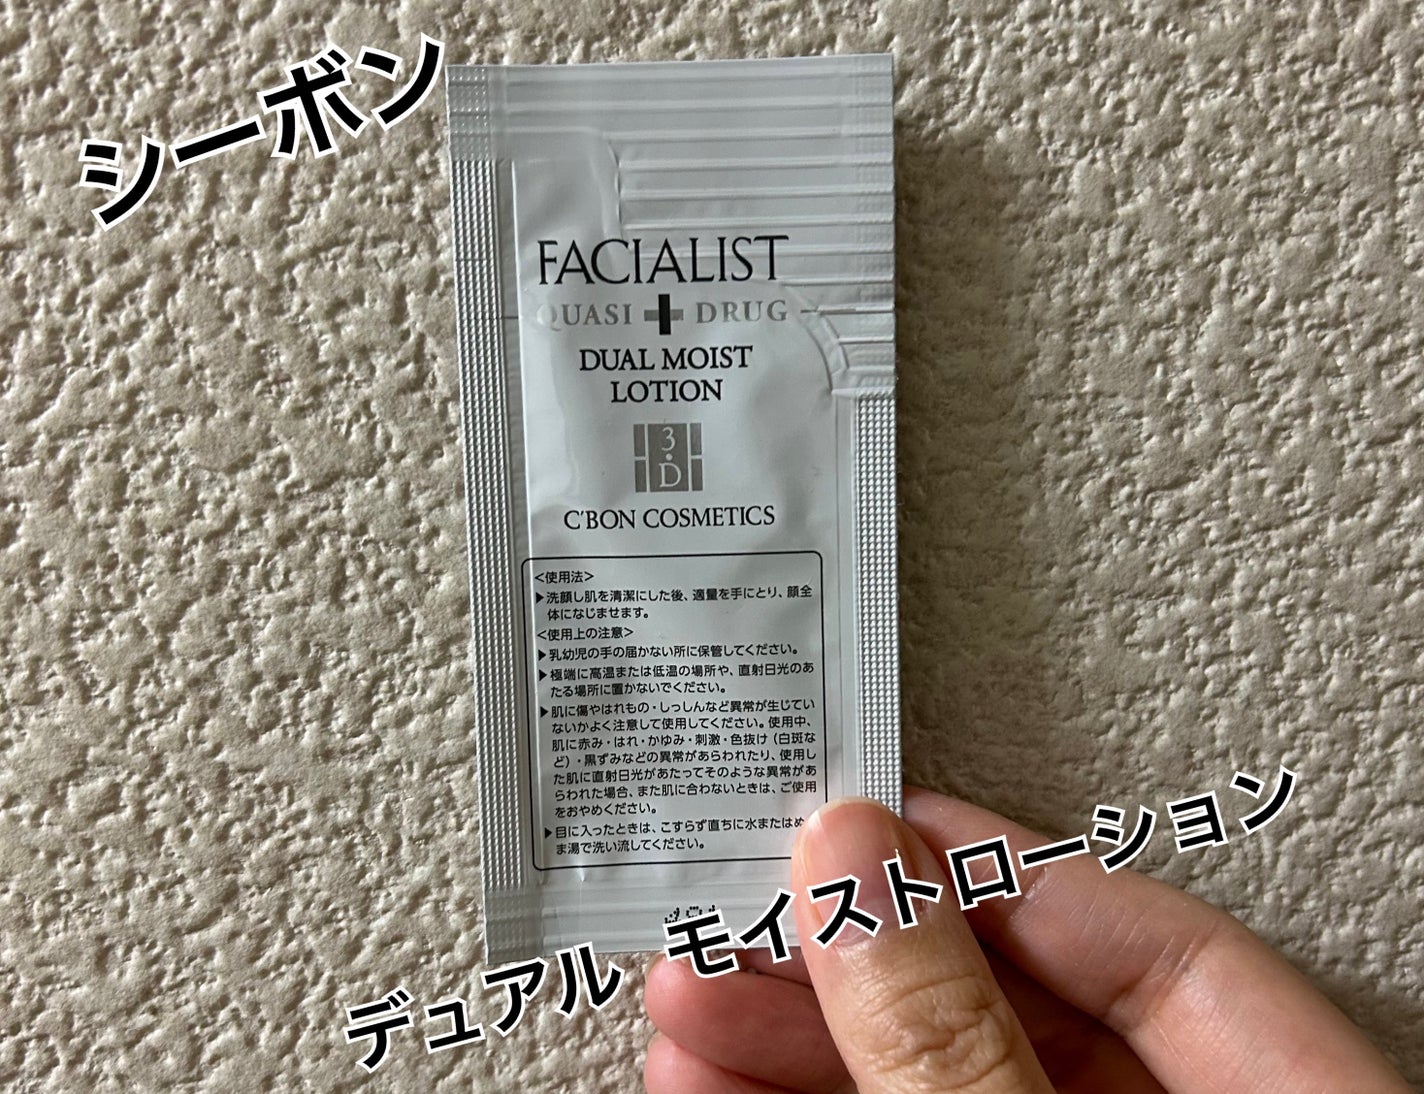 シーボン
FACIALIST
QUASI DRUG
DUAL MOIST
LOTION
3
D
C'BON COSMETICS
<使用法>
▶洗顔し肌を清潔にした後、適量を手にとり、顔全
体になじませます。
<使用上の注意>
▶乳幼児の手の届かない所に保管してください。
▶極端に高温または低温の場所や、直射日光のあ
たる場所に置かないでください。
▶肌に傷やはれもの・しっしんなど異常が生じてい
ないかよく注意して使用してください。使用中、
肌に赤み・はれ・かゆみ・刺激・色抜け(白斑な
ど)・黒ずみなどの異常があらわれたり、使用し
た肌に直射日光があたってそのような異常があ
らわれた場合、また肌に合わないときは、ご使用
をおやめください。
▶目に入ったときは、こすらず直ちに水またはぬ
ま湯で洗い流してください。
デュアル モイストローション